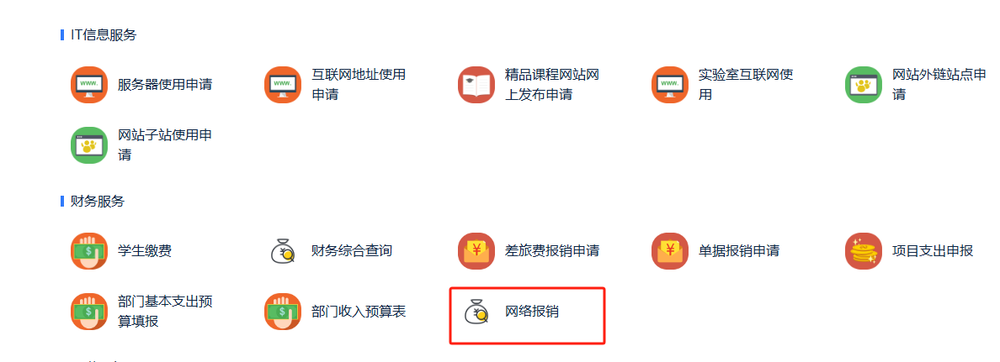 IT信息服务
服务器使用申请
互联网地址使用
申请
精品课程网站网
上发布申请
实验室互联网使
用
网站外链站点申
请
网站子站使用申
请
财务服务
学生缴费
财务综合查询
差旅费报销申请
单据报销申请
项目支出申报
部门基本支出预
算填报
部门收入预算表
网络报销